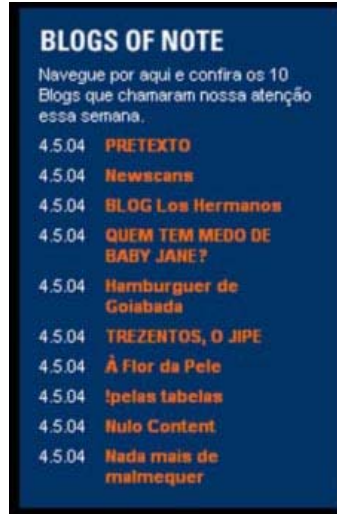 BLOGS OF NOTE
Navegue por aqui e confira os 10
Blogs que chamaram nossa atenção
essa semana.
4.5.04 PRETEXTO
4.5.04 Newscans
4.5.04 BLOG Los Hermanos
4.5.04 QUEM TEM MEDO DE
BABY JANE?
4.5.04 Hamburguer de
Goiabada
4.5.04 TREZENTOS, O JIPE
4.5.04 À Flor da Pele
4.5.04 !pelas tabelas
4.5.04 Nulo Content
4.5.04 Nada mais de
malmequer